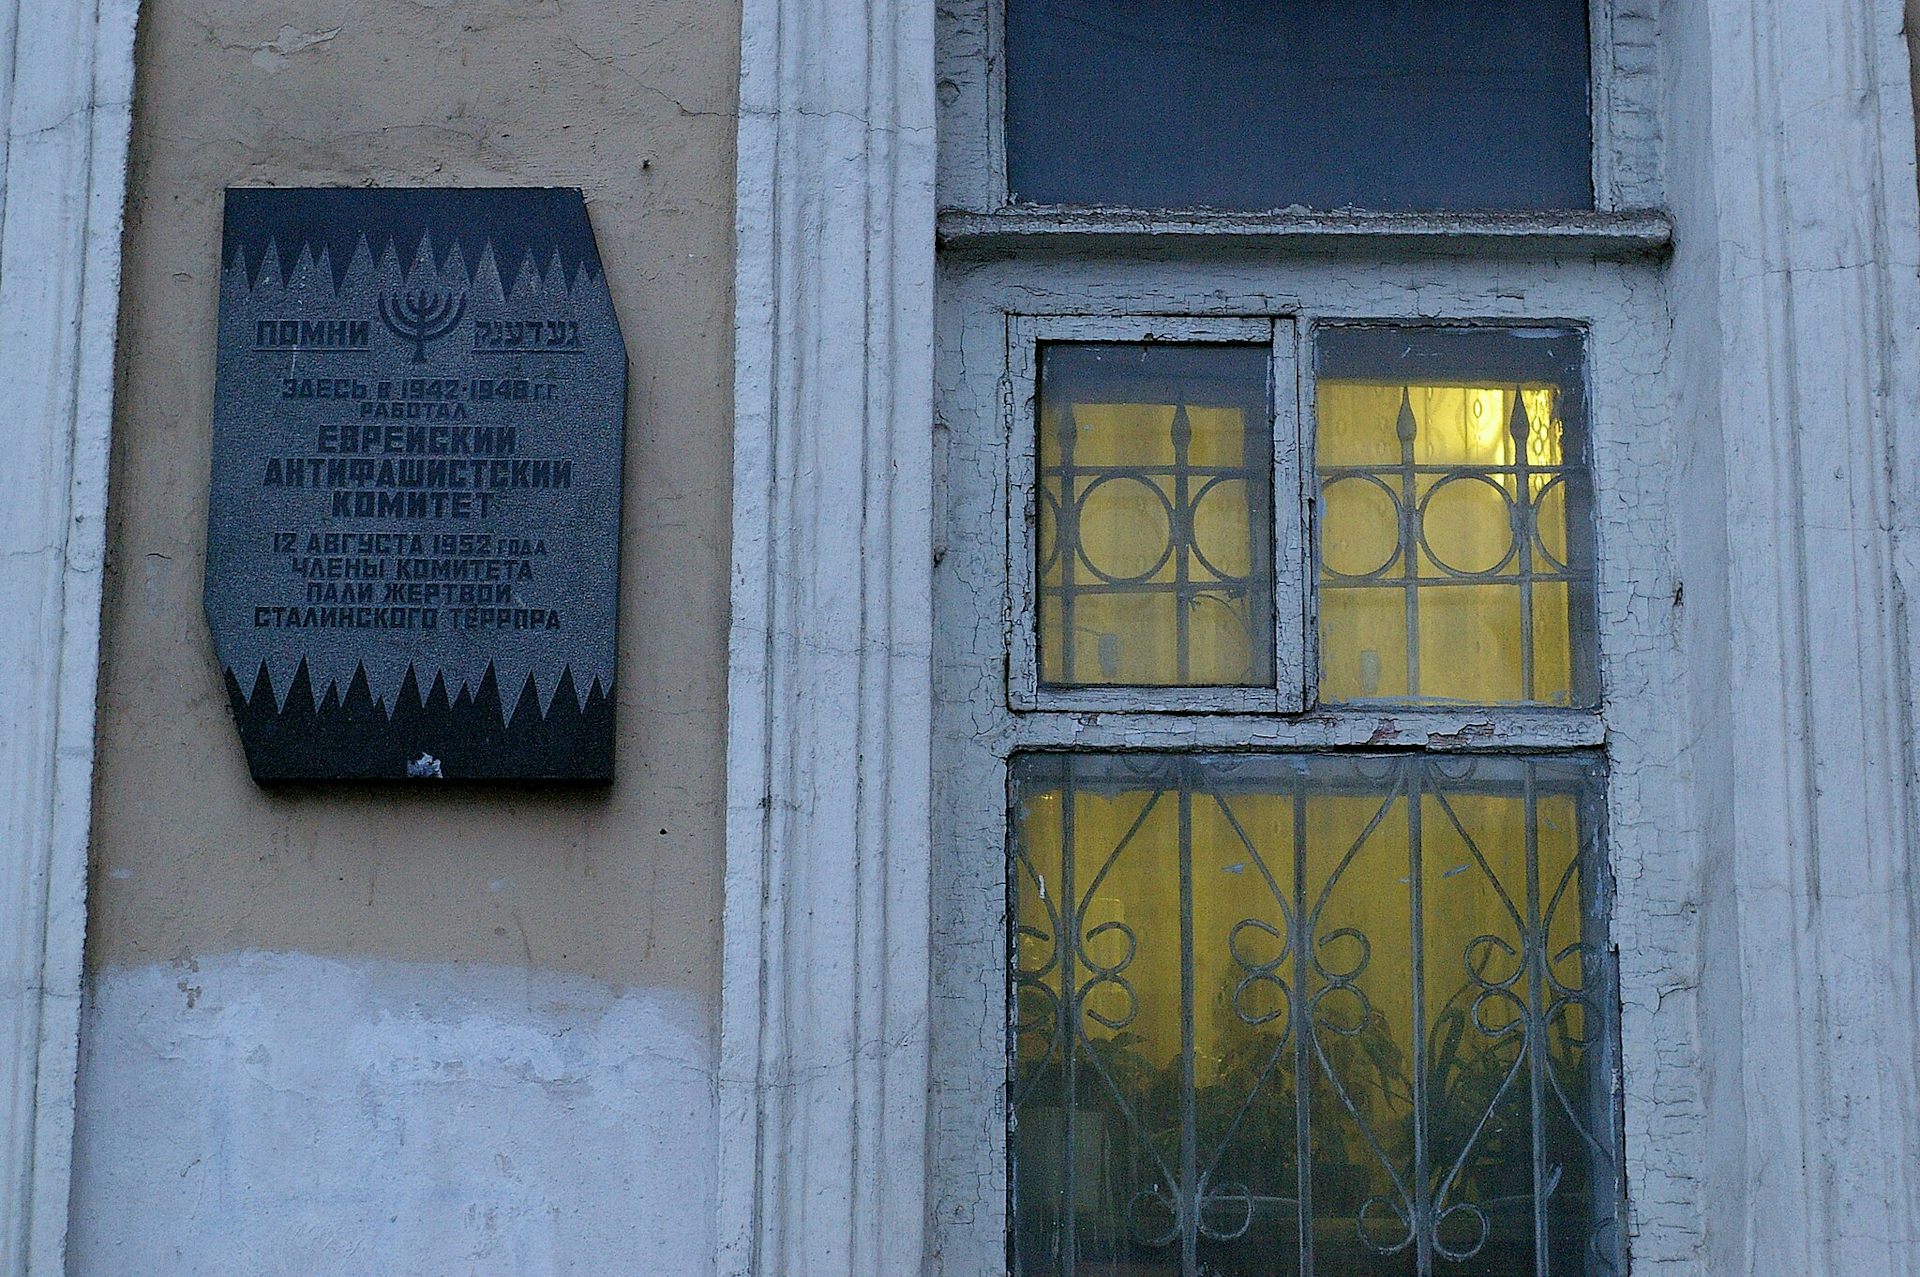 ПОМНИ געדענק
ЗДЕСЬ В 1942-1948 ГГ
РАБОТАЛ
ЕВРЕЙСКИЙ
АНТИФАШИСТСКИЙ
КОМИТЕТ
12 АВГУСТА 1952 ГОДА
ЧЛЕНЫ КОМИТЕТА
ПАЛИ ЖЕРТВОЙ
СТАЛИНСКОГО ТЕРРОРА